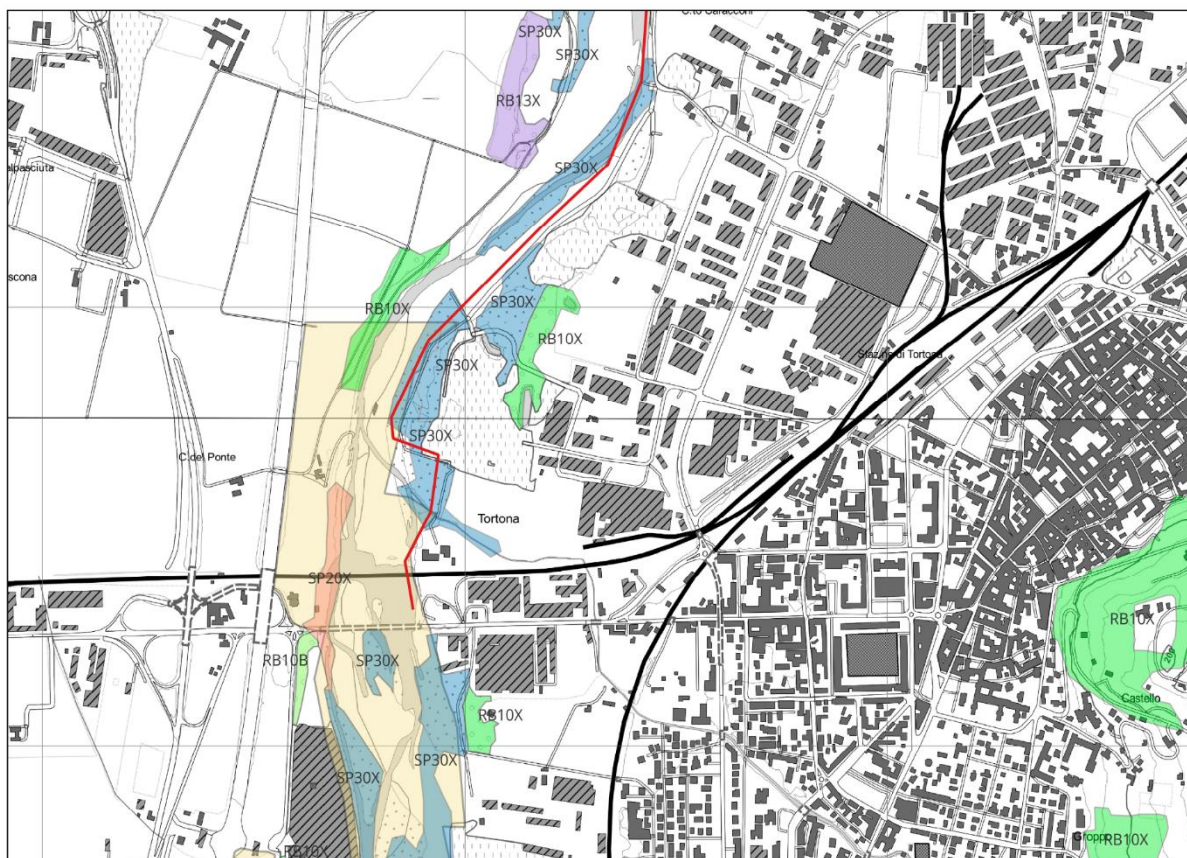 SP30X
SP30X
RB13X
SP30X
RB10X
SP30X
RB10X
SP30X
Stazione di Tortona
SP30X
C.del Ponte
Tortona
SP20X
RB10X
RB10B
SP30X
Castello
RB10X
SP30X
SP30X
RB10X
RB10X